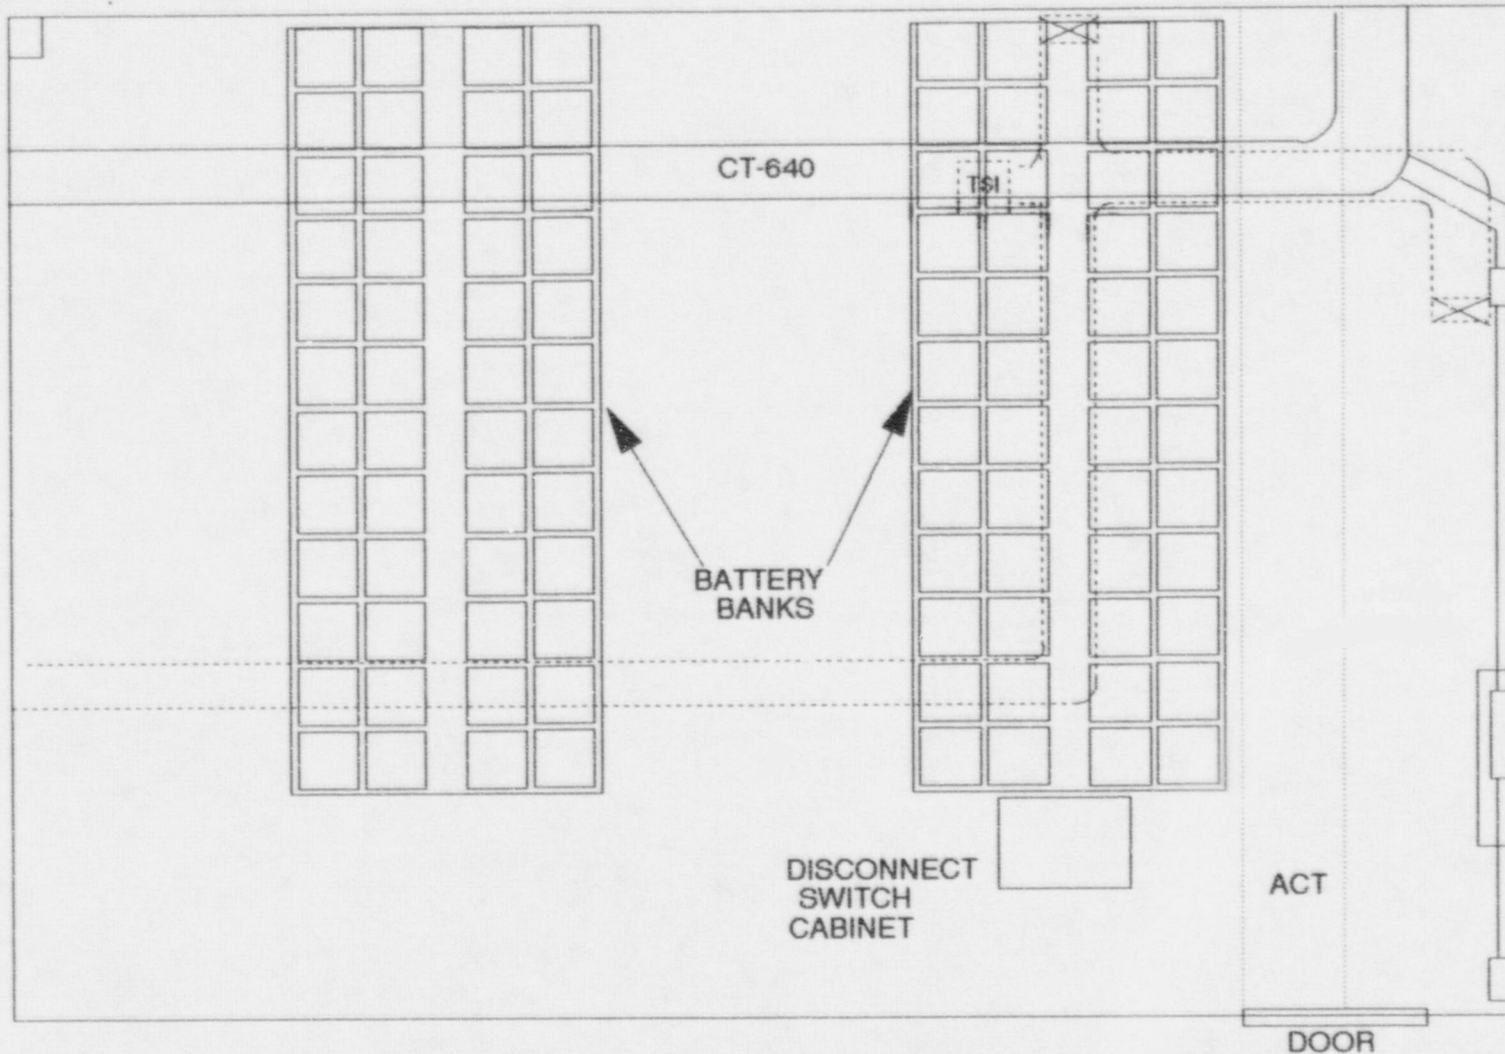 CT-640
TSI
BATTERY
BANKS
DISCONNECT
SWITCH
CABINET
ACT
DOOR